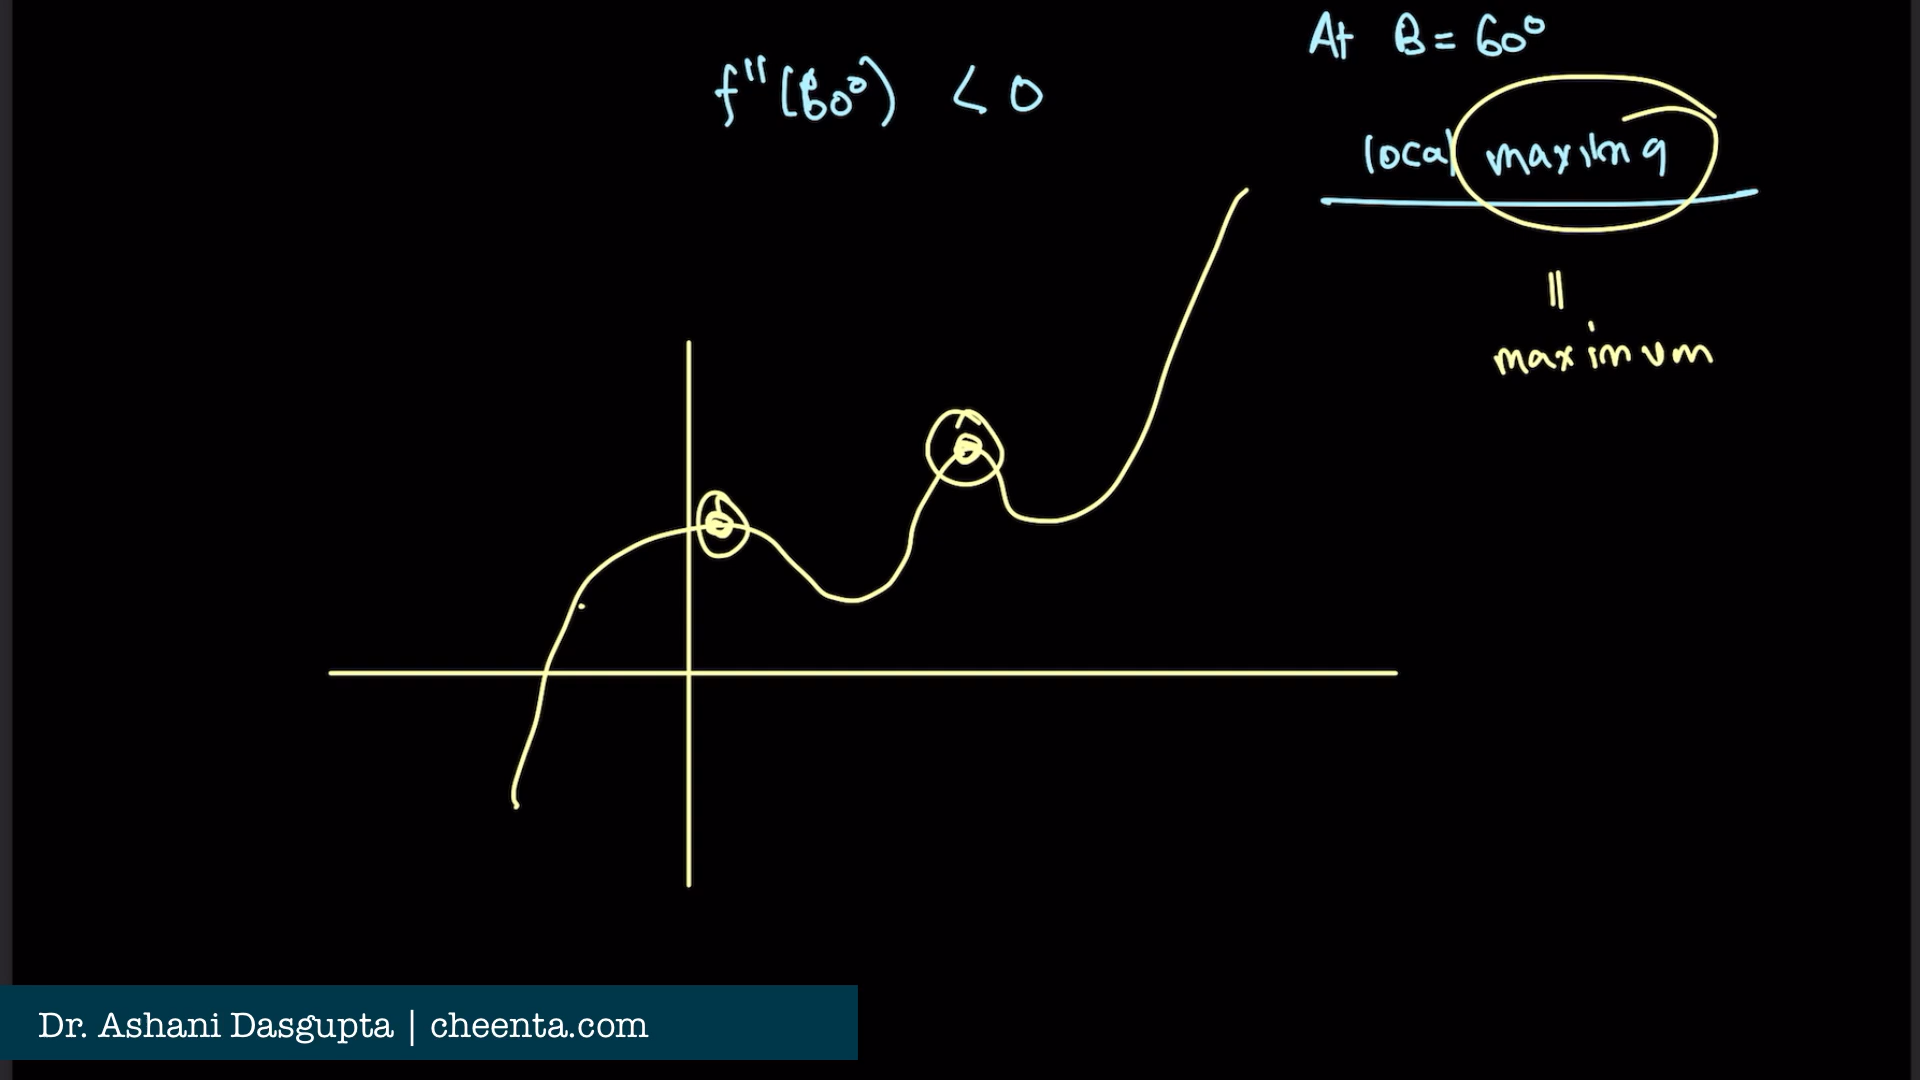 At B = 60°
f''(60°) < 0
local maxima
||
maximum
Dr. Ashani Dasgupta | cheenta.com